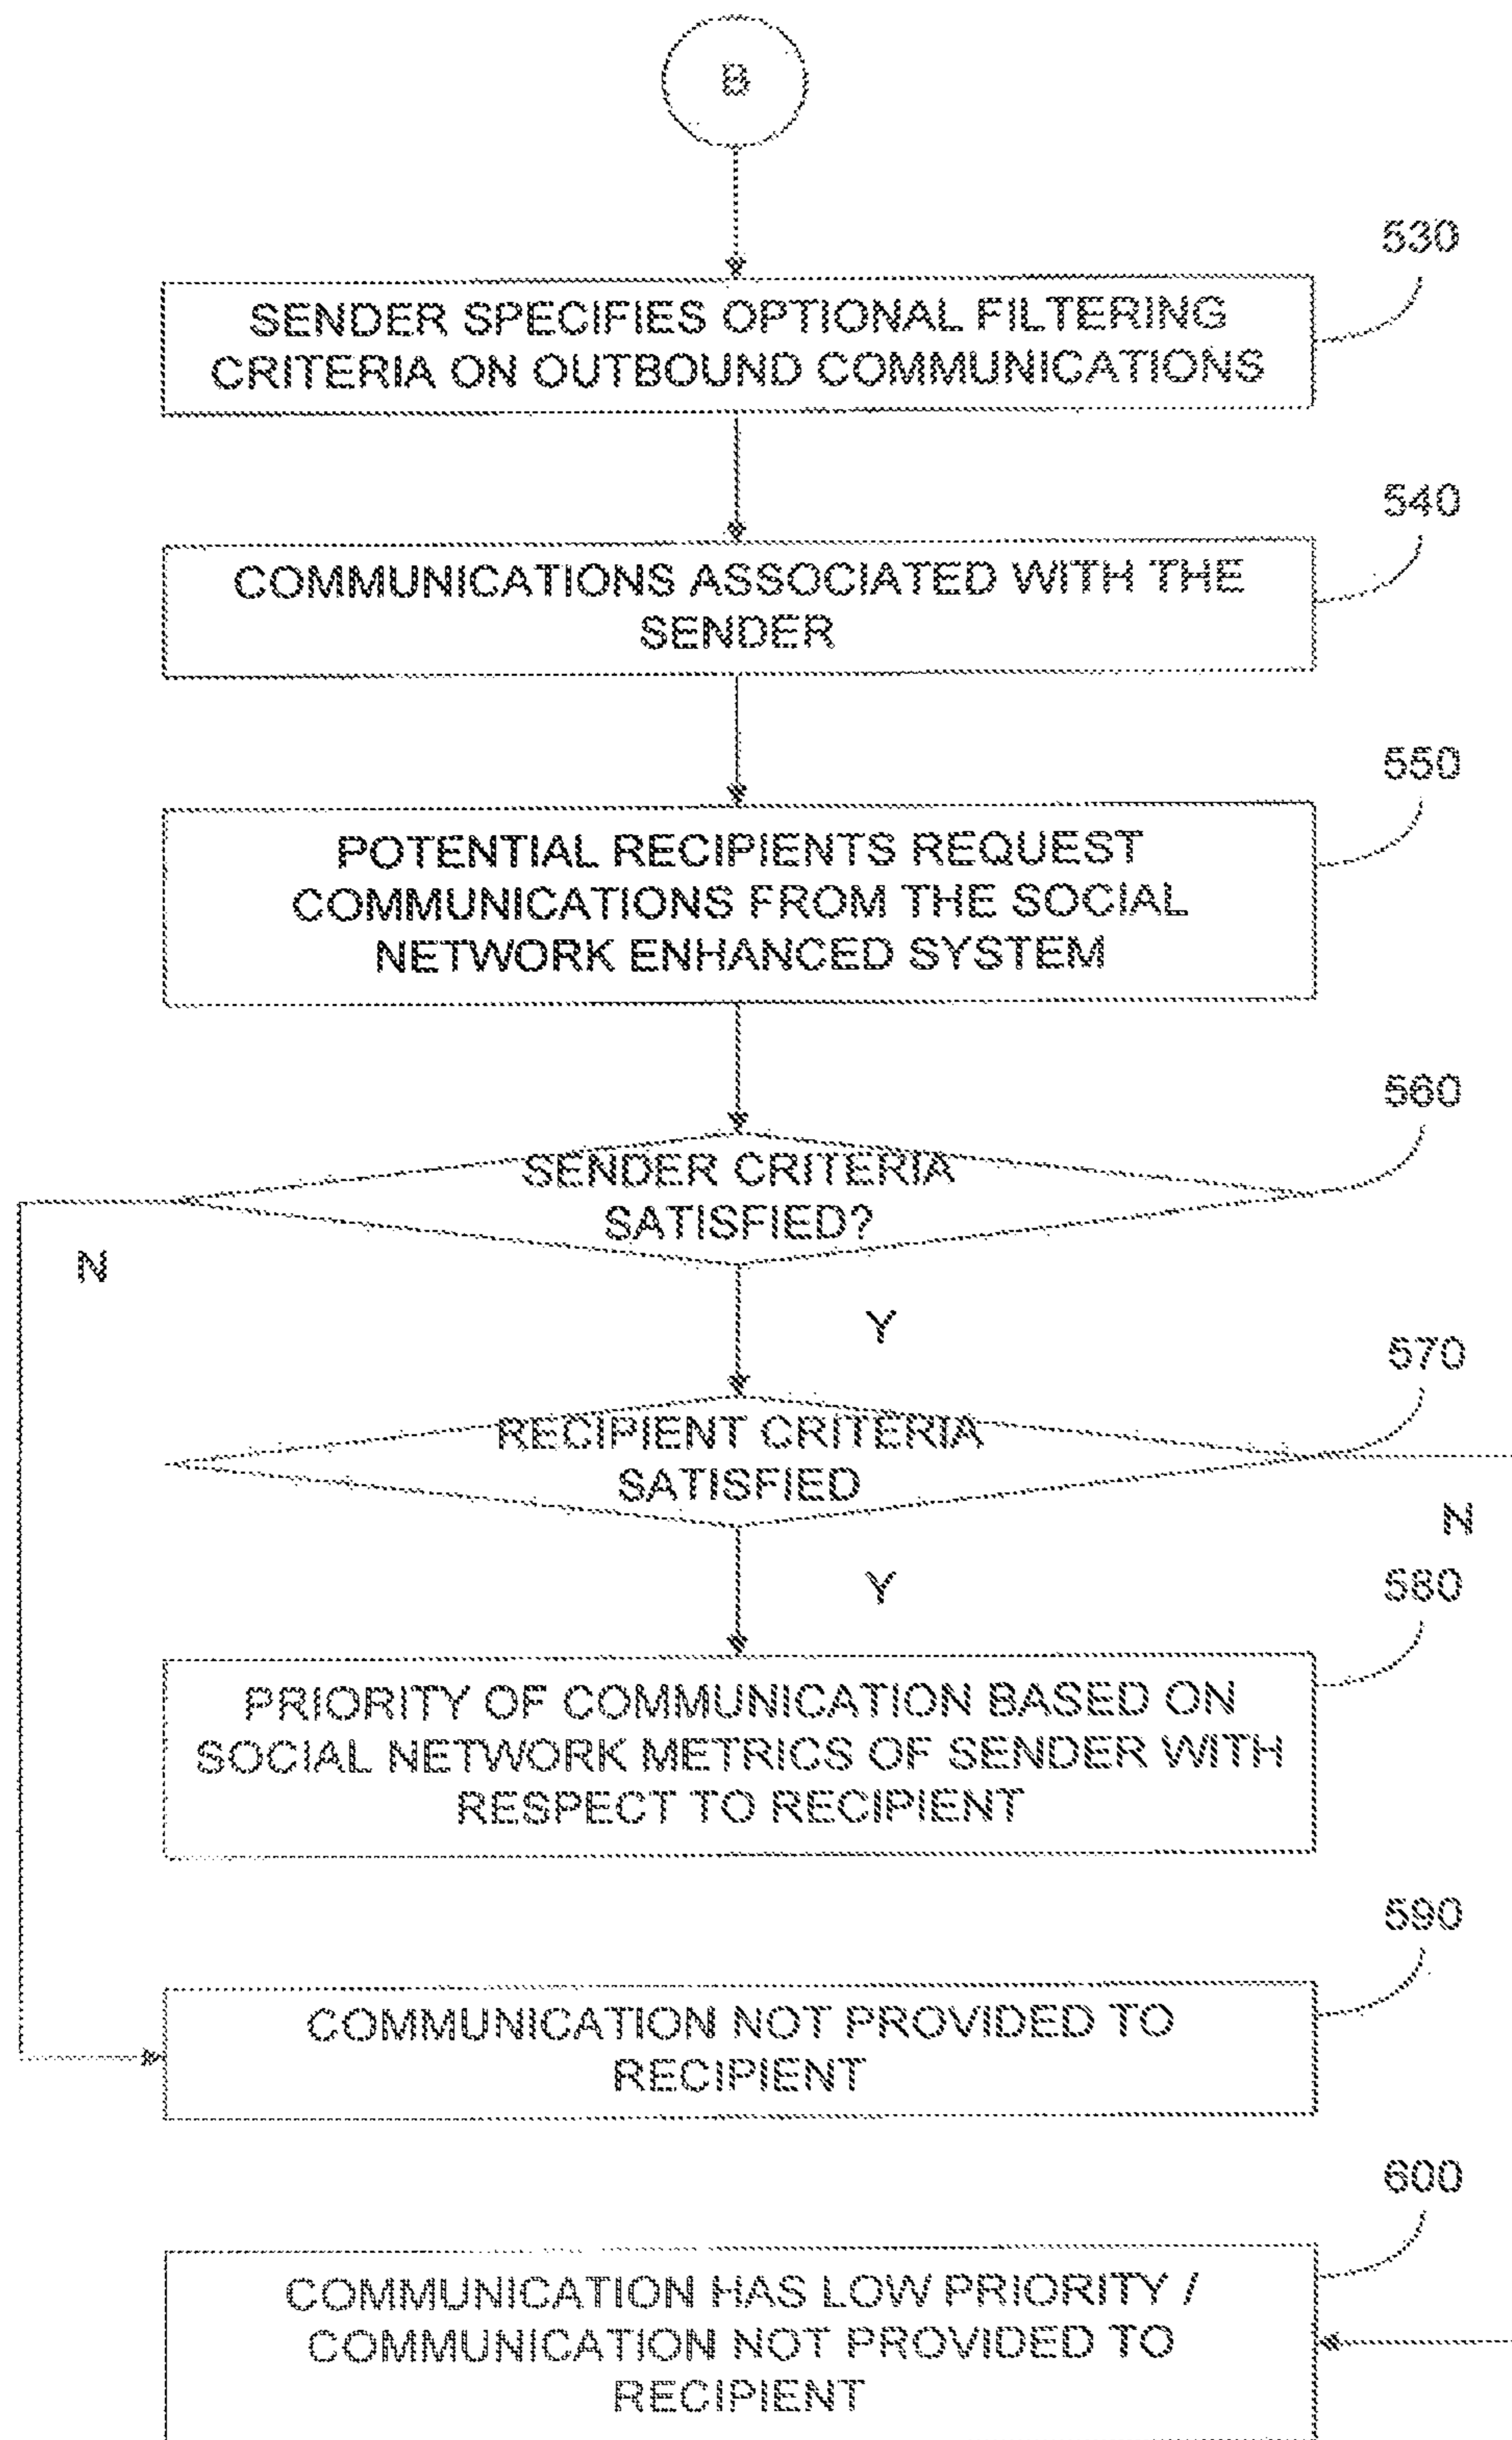 B
530
SENDER SPECIFIES OPTIONAL FILTERING
CRITERIA ON OUTBOUND COMMUNICATIONS
540
COMMUNICATIONS ASSOCIATED WITH THE
SENDER
550
POTENTIAL RECIPIENTS REQUEST
COMMUNICATIONS FROM THE SOCIAL
NETWORK ENHANCED SYSTEM
560
SENDER CRITERIA
SATISFIED?
N
Y
570
RECIPIENT CRITERIA
SATISFIED
N
Y
580
PRIORITY OF COMMUNICATION BASED ON
SOCIAL NETWORK METRICS OF SENDER WITH
RESPECT TO RECIPIENT
590
COMMUNICATION NOT PROVIDED TO
RECIPIENT
600
COMMUNICATION HAS LOW PRIORITY /
COMMUNICATION NOT PROVIDED TO
RECIPIENT